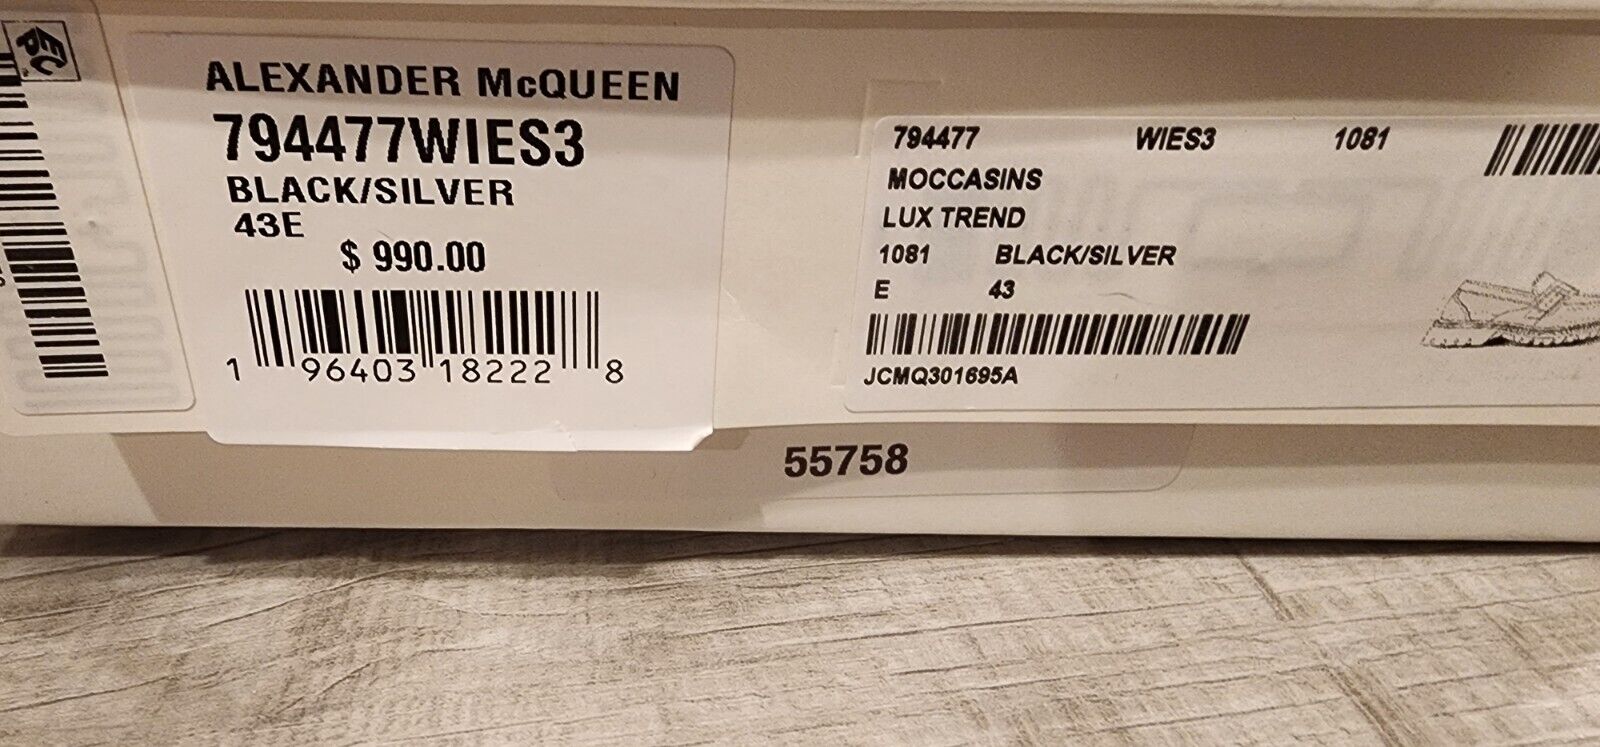 EC
P
ALEXANDER McQUEEN
794477WIES3
BLACK/SILVER
43E
$ 990.00
1 96403 18222 8
794477 WIES3 1081
MOCCASINS
LUX TREND
1081 BLACK/SILVER
E 43
JCMQ301695A
55758